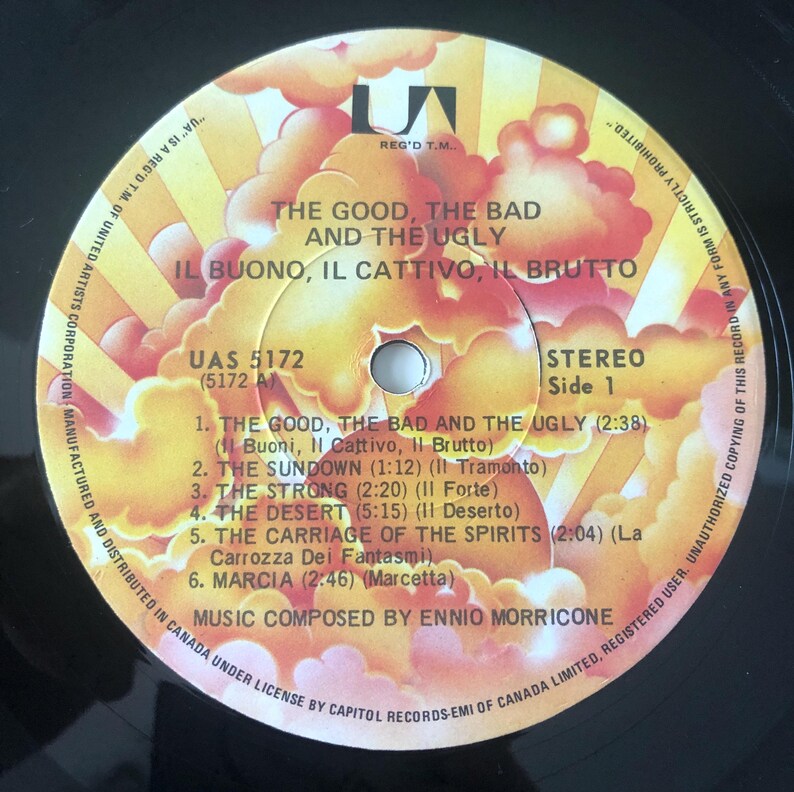 UA
REG'D T.M..
THE GOOD, THE BAD
AND THE UGLY
IL BUONO, IL CATTIVO, IL BRUTTO
UAS 5172
(5172 A)
STEREO
Side 1
1. THE GOOD, THE BAD AND THE UGLY (2:38)
(Il Buoni, Il Cattivo, Il Brutto)
2. THE SUNDOWN (1:12) (Il Tramonto)
3. THE STRONG (2:20) (Il Forte)
4. THE DESERT (5:15) (Il Deserto)
5. THE CARRIAGE OF THE SPIRITS (2:04) (La
Carrozza Dei Fantasmi)
6. MARCIA (2:46) (Marcetta)
MUSIC COMPOSED BY ENNIO MORRICONE
"UA" IS A REG'D T.M. OF UNITED ARTISTS CORPORATION · MANUFACTURED AND DISTRIBUTED IN CANADA UNDER LICENSE BY CAPITOL RECORDS-EMI OF CANADA LIMITED, REGISTERED USER. UNAUTHORIZED COPYING OF THIS RECORD IN ANY FORM IS STRICTLY PROHIBITED."